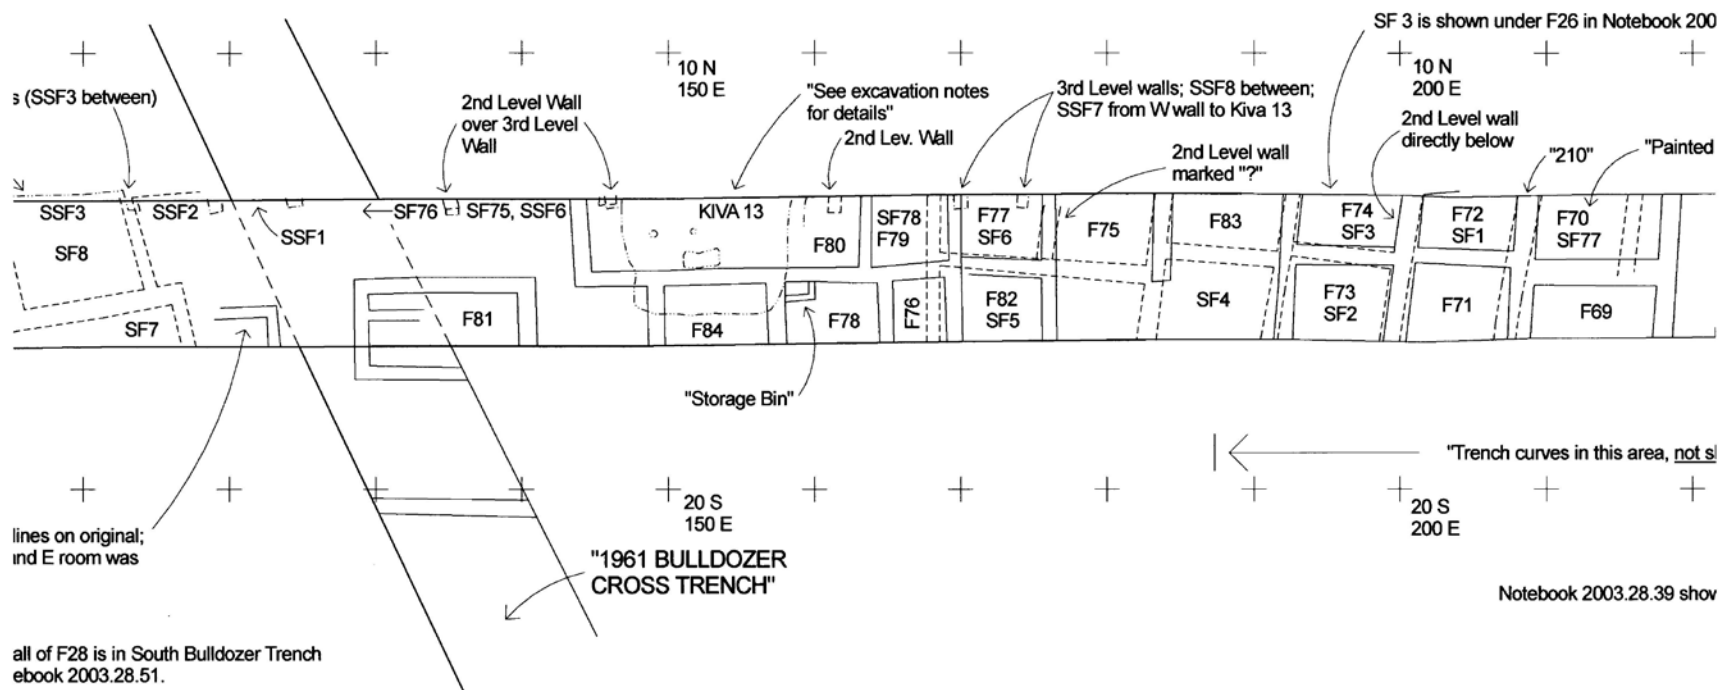 SF 3 is shown under F26 in Notebook 200
10 N
150 E
10 N
200 E
s (SSF3 between)
2nd Level Wall
over 3rd Level
Wall
"See excavation notes
for details"
2nd Lev. Wall
3rd Level walls; SSF8 between;
SSF7 from W wall to Kiva 13
2nd Level wall
marked "?"
2nd Level wall
directly below
"210"
"Painted
SSF3
SF8
SSF2
SSF1
SF76
SF75, SSF6
KIVA 13
F80
SF78
F79
F77
SF6
F75
F83
F74
SF3
F72
SF1
F70
SF77
SF7
F81
F84
F78
F76
F82
SF5
SF4
F73
SF2
F71
F69
"Storage Bin"
"Trench curves in this area, not s
20 S
150 E
20 S
200 E
lines on original;
und E room was
"1961 BULLDOZER
CROSS TRENCH"
Notebook 2003.28.39 show
all of F28 is in South Bulldozer Trench
ebook 2003.28.51.